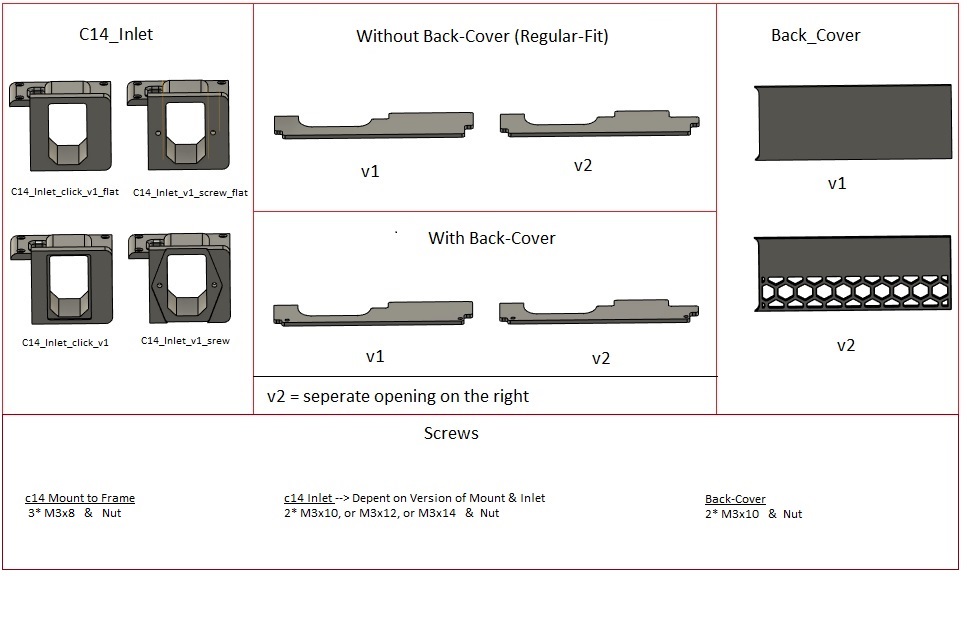 C14_Inlet
C14_Inlet_click_v1_flat
C14_Inlet_v1_screw_flat
C14_Inlet_click_v1
C14_Inlet_v1_srew
Without Back-Cover (Regular-Fit)
v1
v2
With Back-Cover
v1
v2
v2 = seperate opening on the right
Back_Cover
v1
v2
Screws
c14 Mount to Frame
3* M3x8 & Nut
c14 Inlet --> Depent on Version of Mount & Inlet
2* M3x10, or M3x12, or M3x14 & Nut
Back-Cover
2* M3x10 & Nut